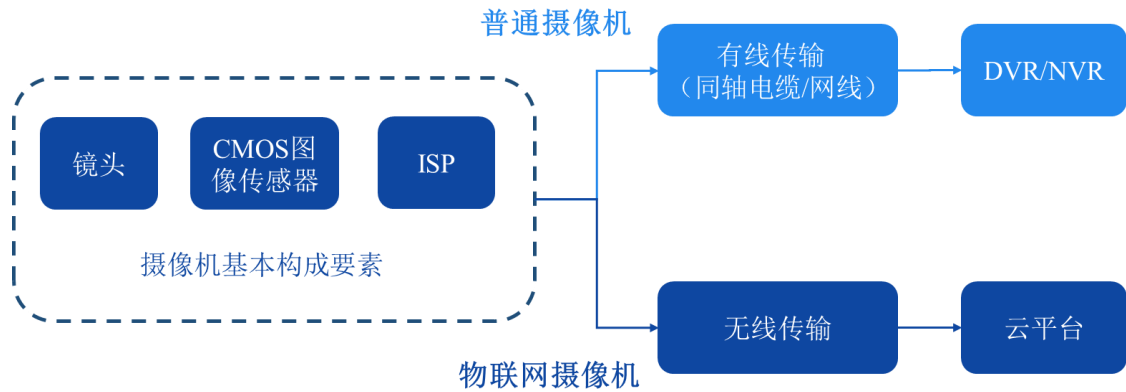 普通摄像机
有线传输
（同轴电缆/网线）
DVR/NVR
镜头
CMOS图
像传感器
ISP
摄像机基本构成要素
无线传输
云平台
物联网摄像机